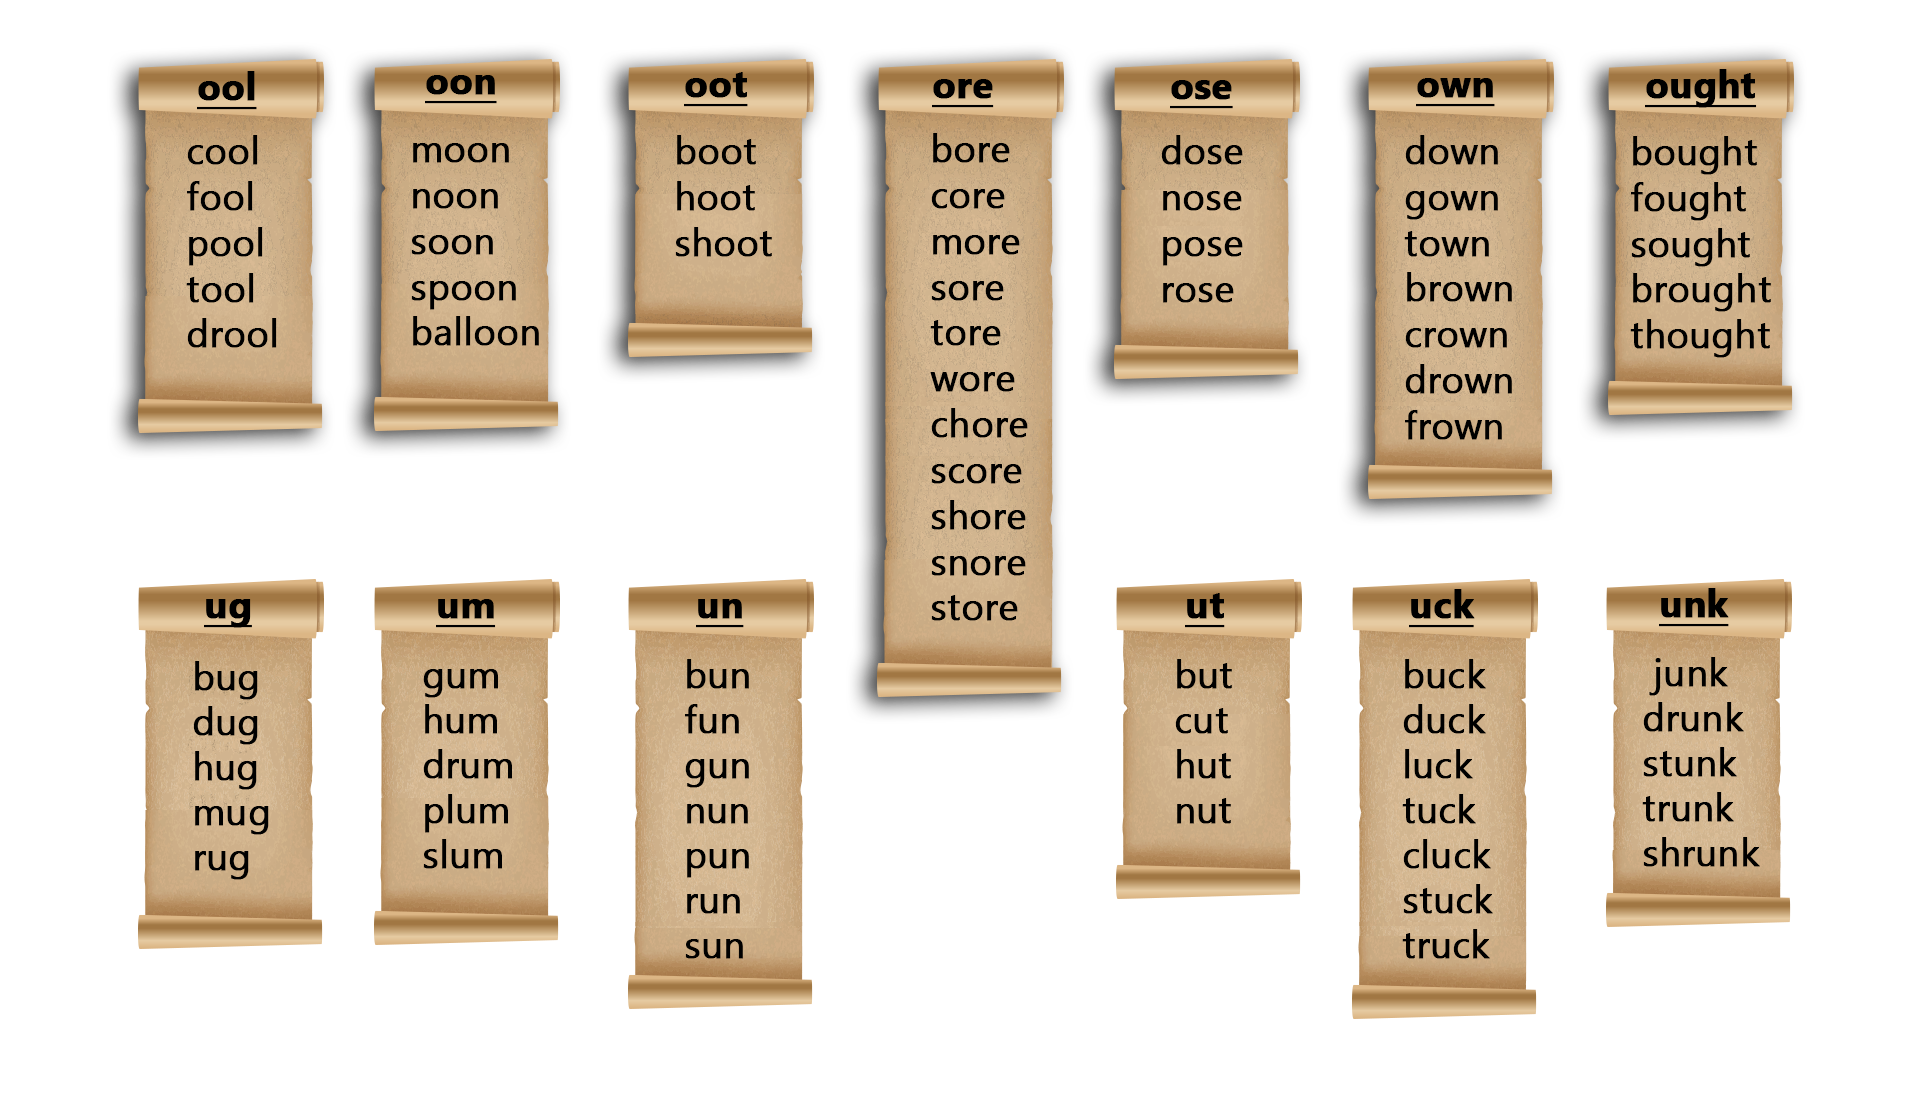 ool
cool
fool
pool
tool
drool
oon
moon
noon
soon
spoon
balloon
oot
boot
hoot
shoot
ore
bore
core
more
sore
tore
wore
chore
score
shore
snore
store
ose
dose
nose
pose
rose
own
down
gown
town
brown
crown
drown
frown
ought
bought
fought
sought
brought
thought
ug
bug
dug
hug
mug
rug
um
gum
hum
drum
plum
slum
un
bun
fun
gun
nun
pun
run
sun
ut
but
cut
hut
nut
uck
buck
duck
luck
tuck
cluck
stuck
truck
unk
junk
drunk
stunk
trunk
shrunk